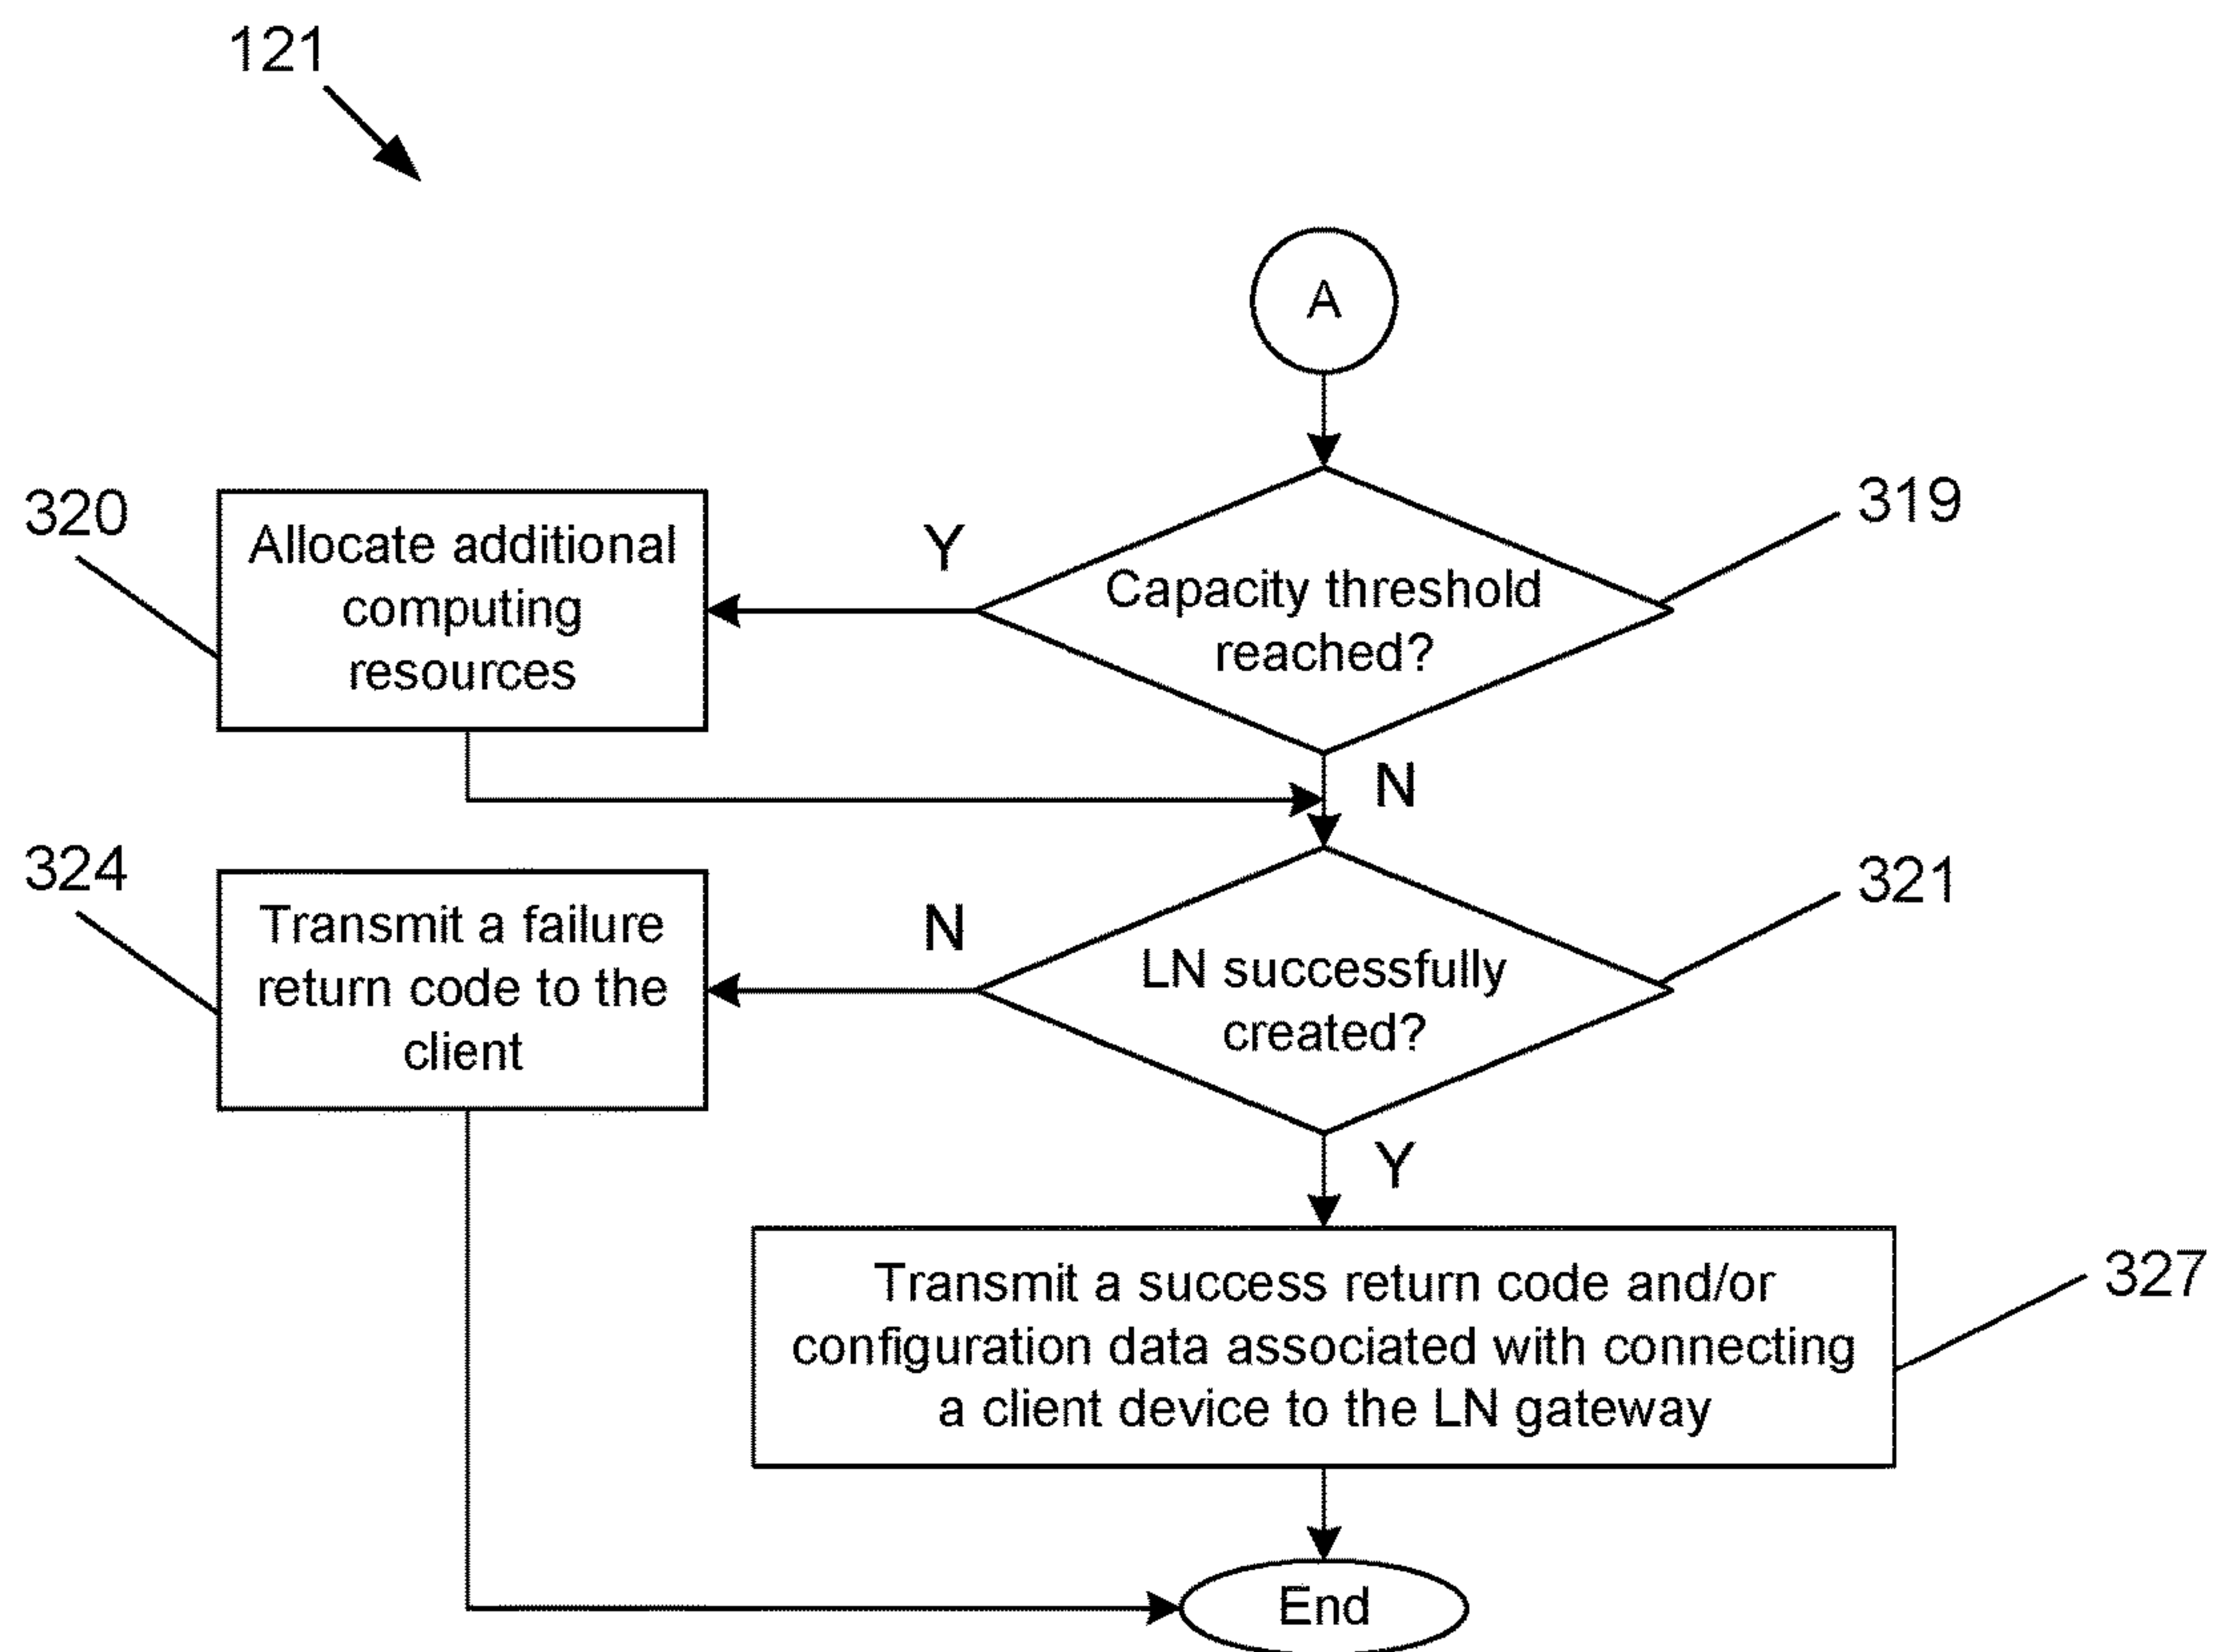 121
A
320
Allocate additional
computing
resources
Y
Capacity threshold
reached?
319
N
324
Transmit a failure
return code to the
client
N
LN successfully
created?
321
Y
Transmit a success return code and/or
configuration data associated with connecting
a client device to the LN gateway
327
End